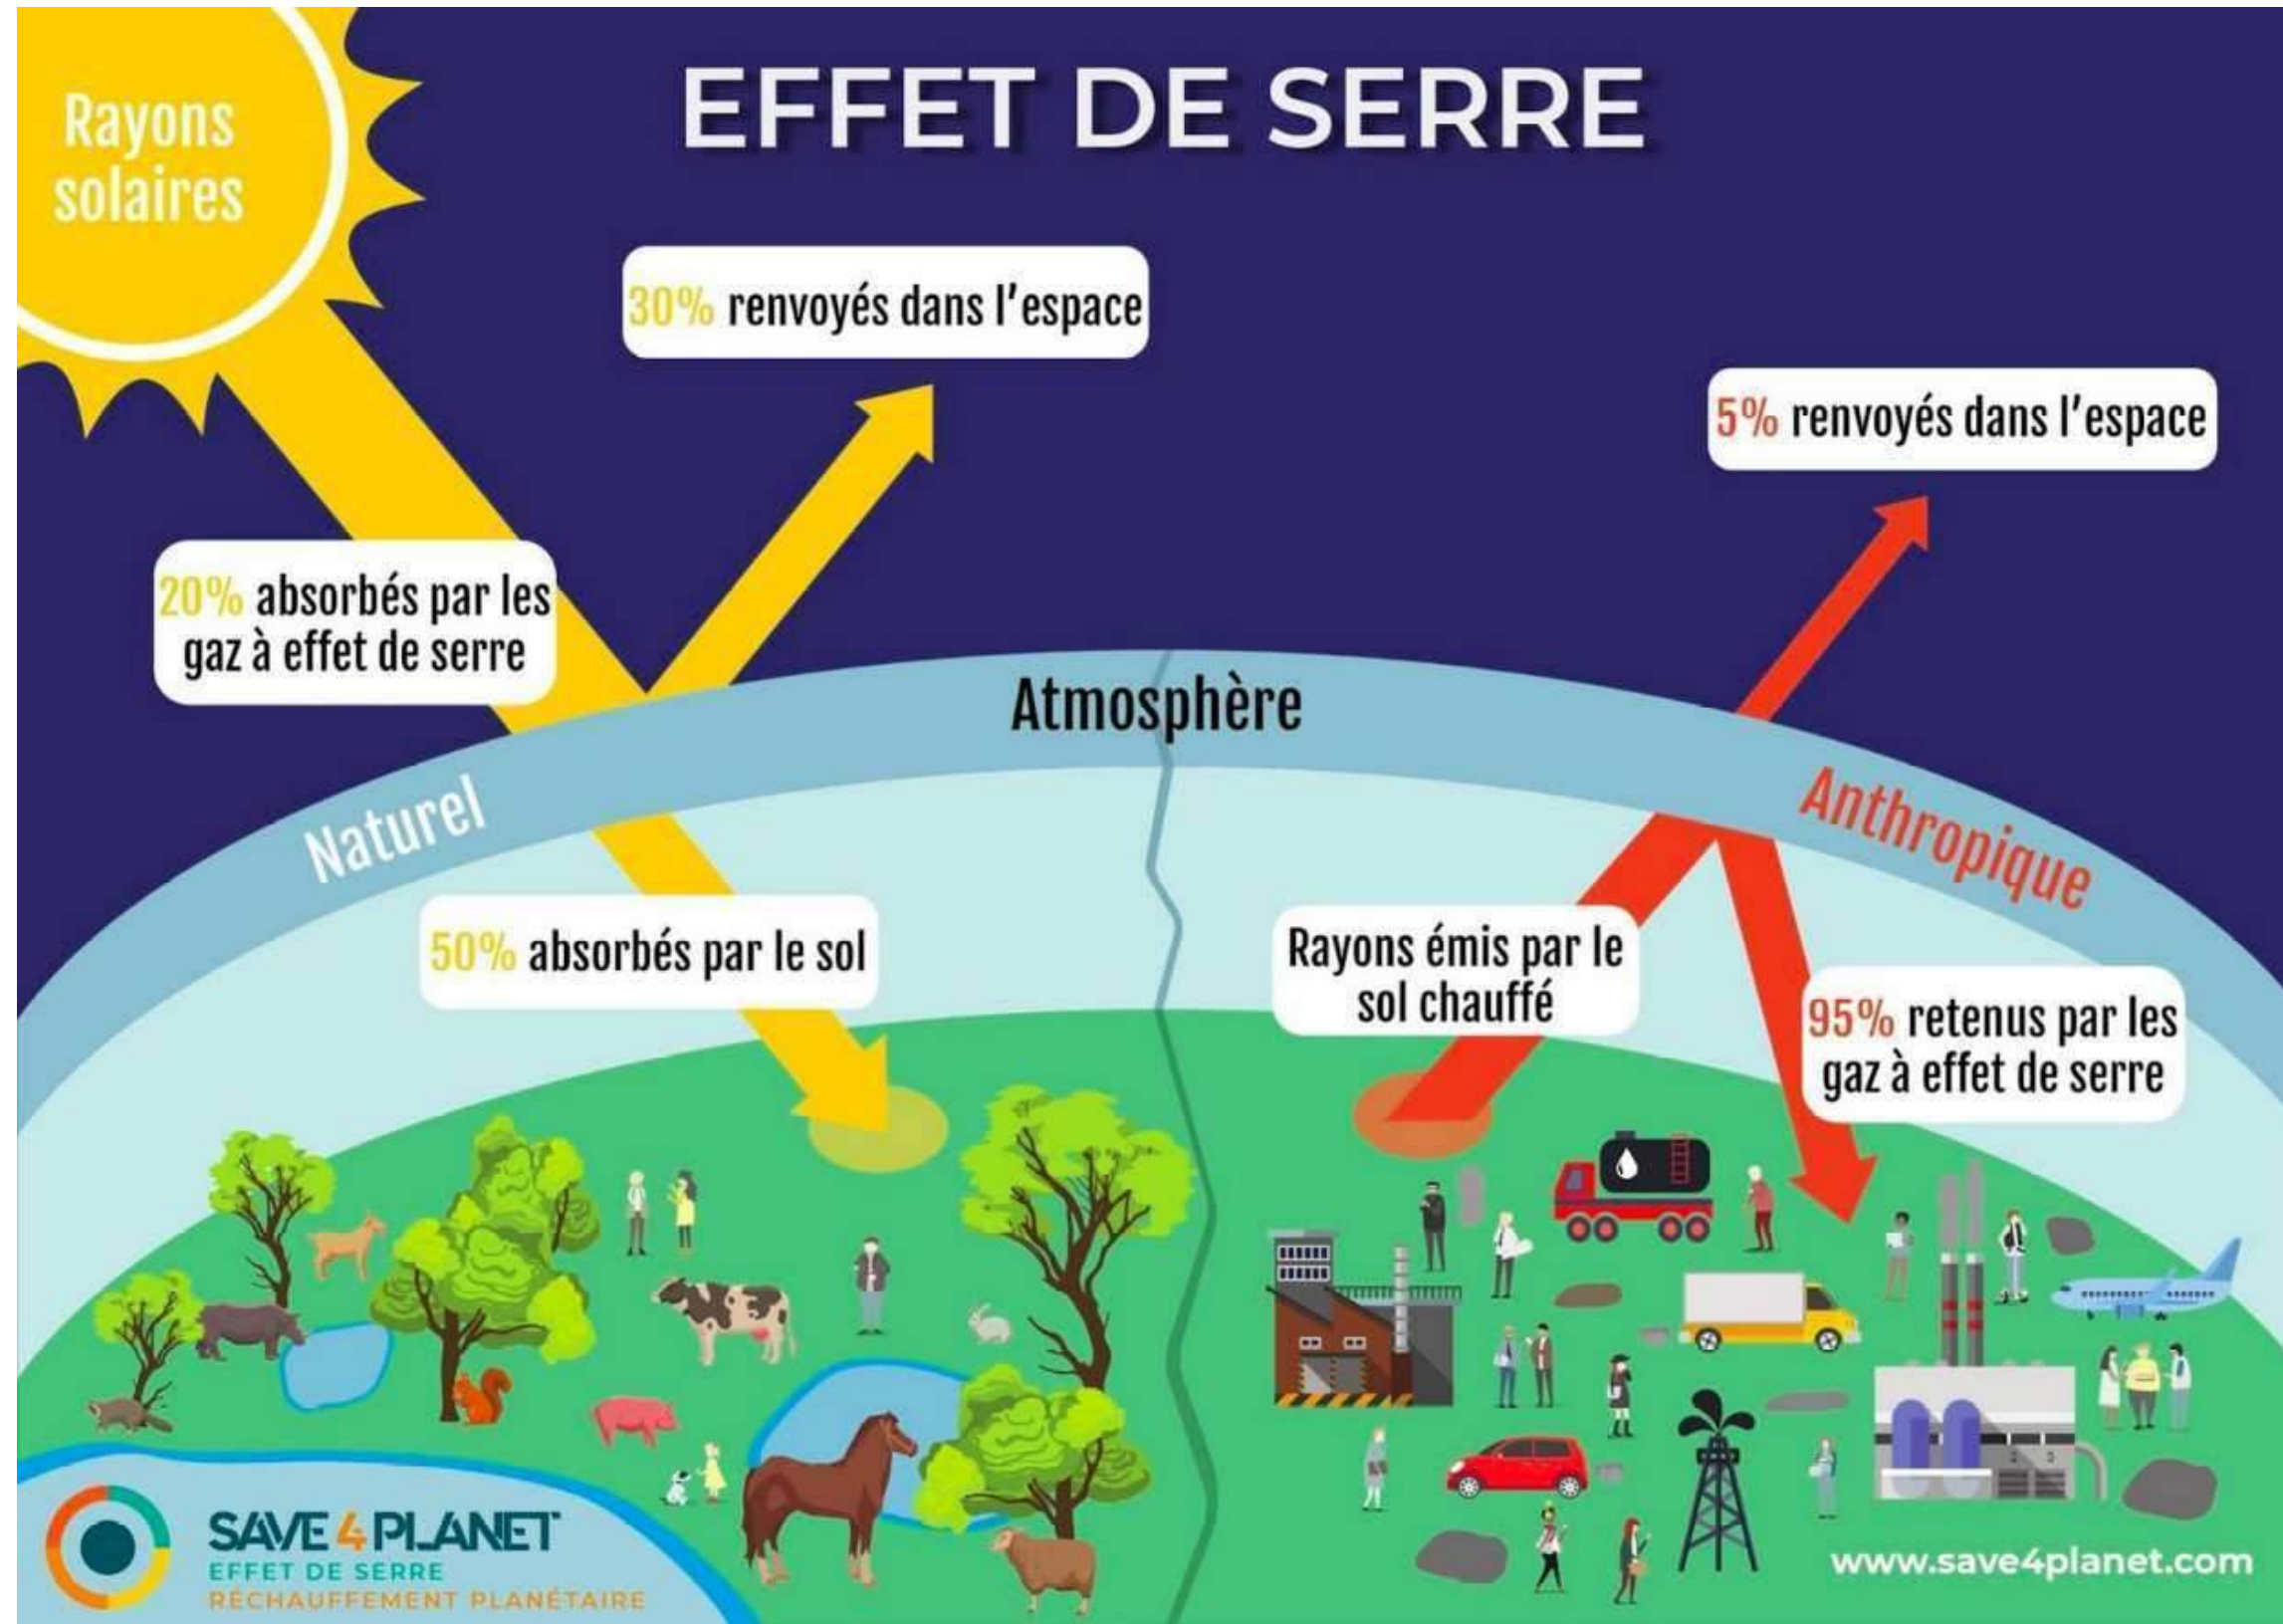 EFFET DE SERRE
Rayons
solaires
30% renvoyés dans l'espace
5% renvoyés dans l'espace
20% absorbés par les
gaz à effet de serre
Atmosphère
Naturel
Anthropique
50% absorbés par le sol
Rayons émis par le
sol chauffé
95% retenus par les
gaz à effet de serre
SAVE 4 PLANET
EFFET DE SERRE
RÉCHAUFFEMENT PLANÉTAIRE
www.save4planet.com